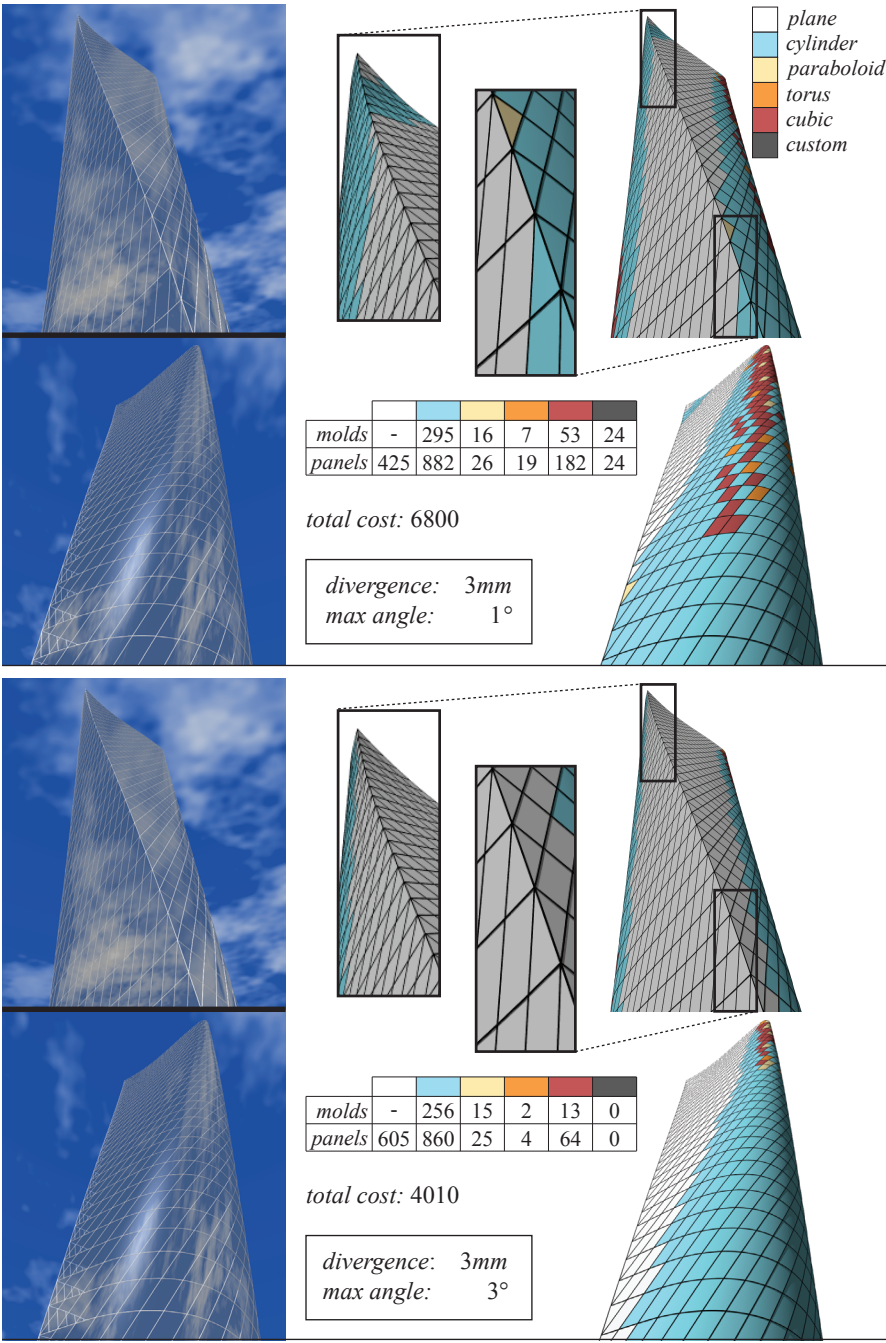 plane
cylinder
paraboloid
torus
cubic
custom
molds - 295 16 7 53 24
panels 425 882 26 19 182 24
total cost: 6800
divergence: 3mm
max angle: 1°
molds - 256 15 2 13 0
panels 605 860 25 4 64 0
total cost: 4010
divergence: 3mm
max angle: 3°